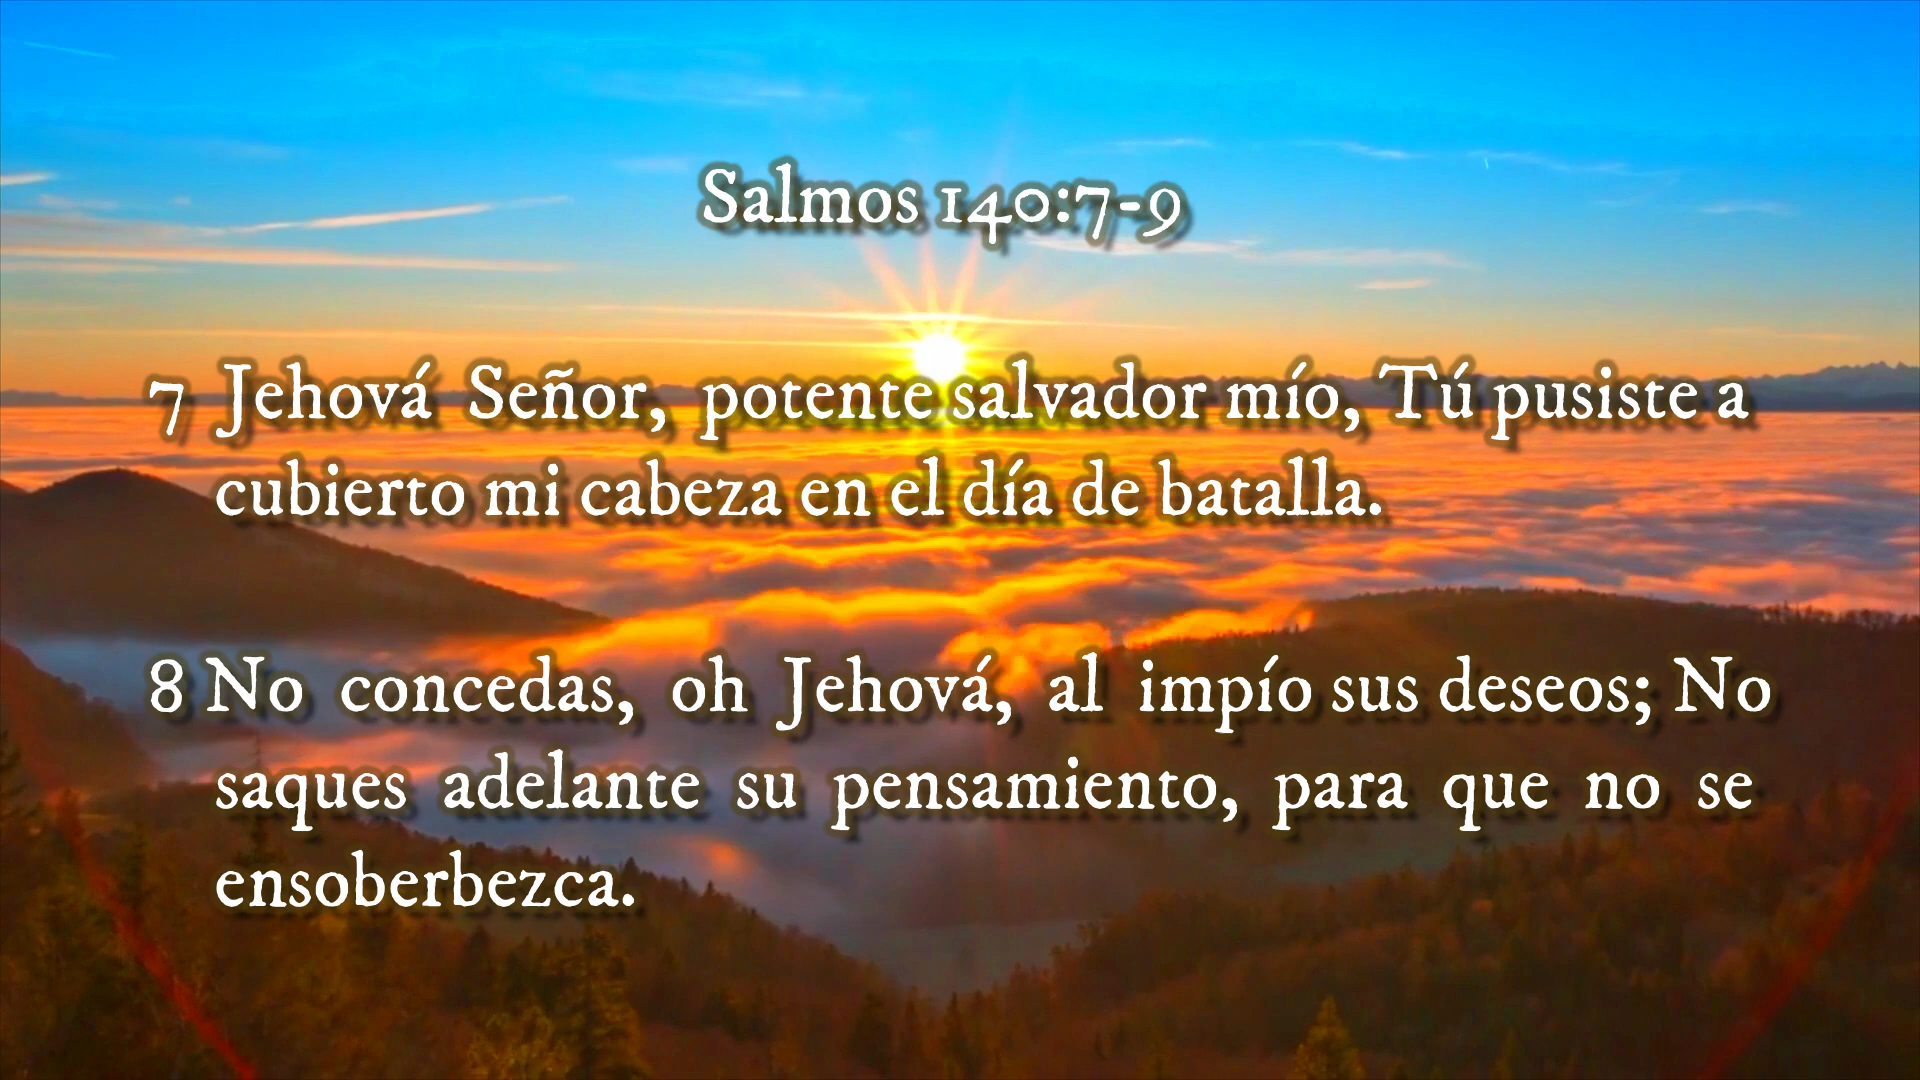 Salmos 140:7-9
7 Jehová Señor, potente salvador mío, Tú pusiste a
cubierto mi cabeza en el día de batalla.
8 No concedas, oh Jehová, al impío sus deseos; No
saques adelante su pensamiento, para que no se
ensoberbezca.